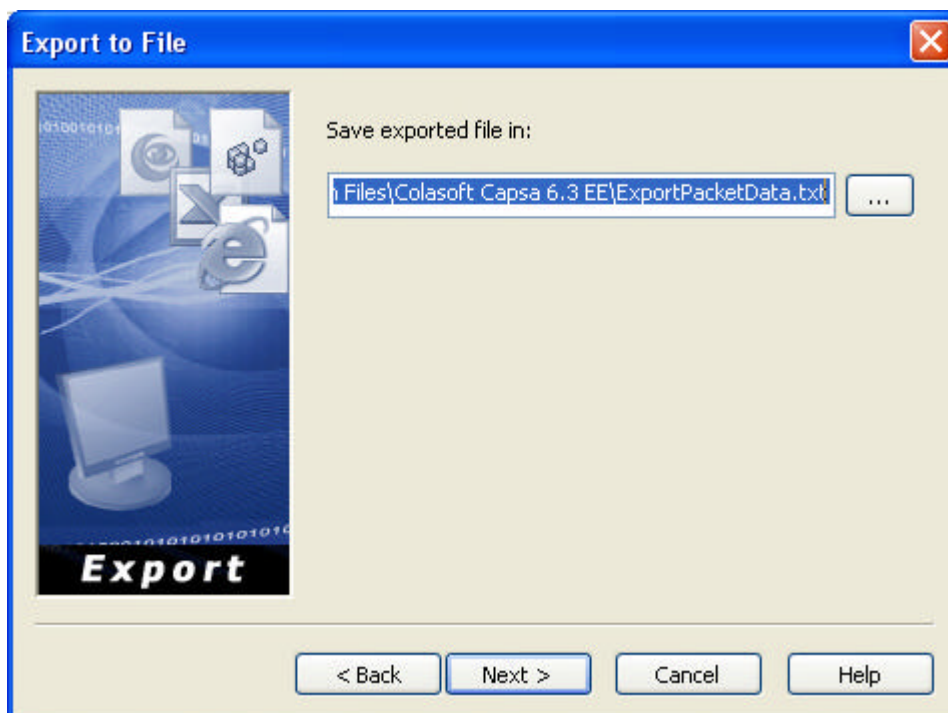 Export to File
Save exported file in:
Files\Colasoft Capsa 6.3 EE\ExportPacketData.txt
...
Export
< Back
Next >
Cancel
Help